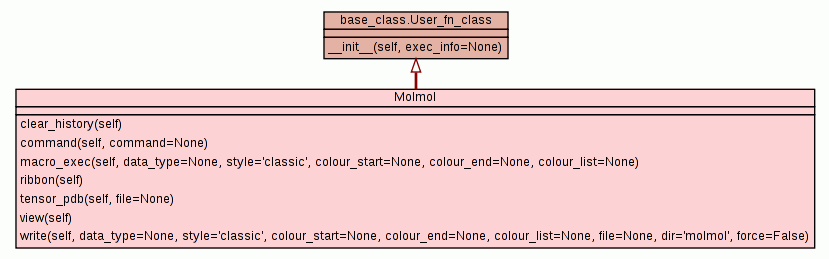 base_class.User_fn_class
__init__(self, exec_info=None)
Molmol
clear_history(self)
command(self, command=None)
macro_exec(self, data_type=None, style='classic', colour_start=None, colour_end=None, colour_list=None)
ribbon(self)
tensor_pdb(self, file=None)
view(self)
write(self, data_type=None, style='classic', colour_start=None, colour_end=None, colour_list=None, file=None, dir='molmol', force=False)